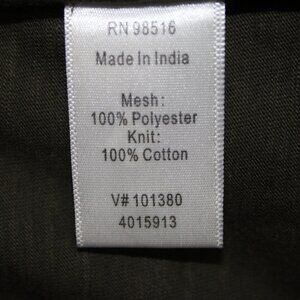 RN 98516
Made In India
Mesh:
100% Polyester
Knit:
100% Cotton
V# 101380
4015913